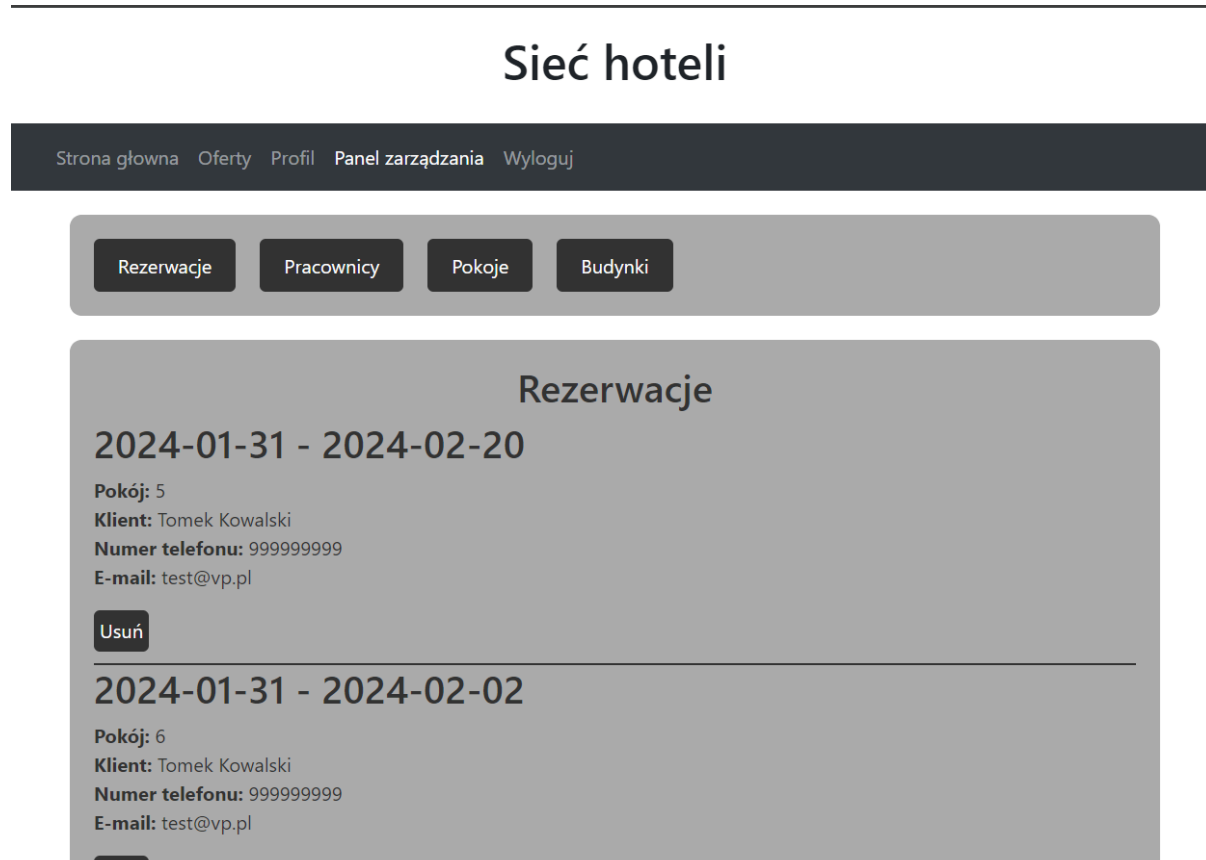 Sieć hoteli
Strona głowna Oferty Profil Panel zarządzania Wyloguj
Rezerwacje Pracownicy Pokoje Budynki
Rezerwacje
2024-01-31 - 2024-02-20
Pokój: 5
Klient: Tomek Kowalski
Numer telefonu: 999999999
E-mail: test@vp.pl
Usuń
2024-01-31 - 2024-02-02
Pokój: 6
Klient: Tomek Kowalski
Numer telefonu: 999999999
E-mail: test@vp.pl